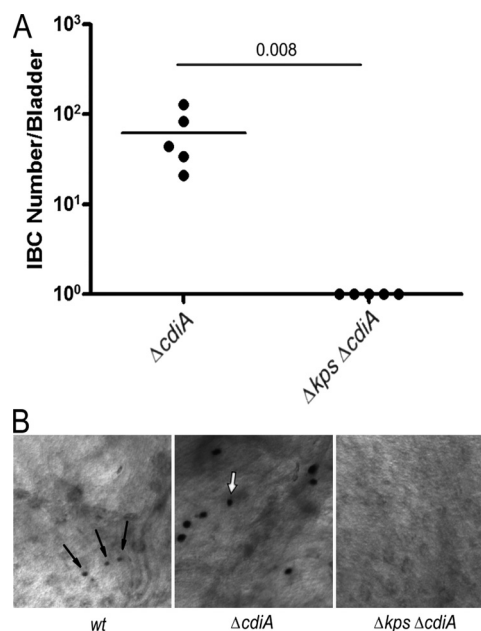 A
0.008
IBC Number/Bladder
10³
10²
10¹
10⁰
ΔcdiA
Δkps ΔcdiA
B
wt
ΔcdiA
Δkps ΔcdiA